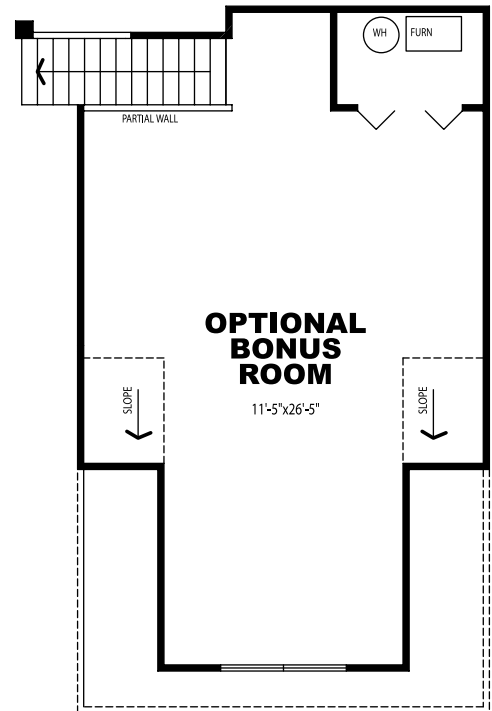 WH
FURN
PARTIAL WALL
OPTIONAL
BONUS
ROOM
11'-5"x26'-5"
SLOPE
SLOPE